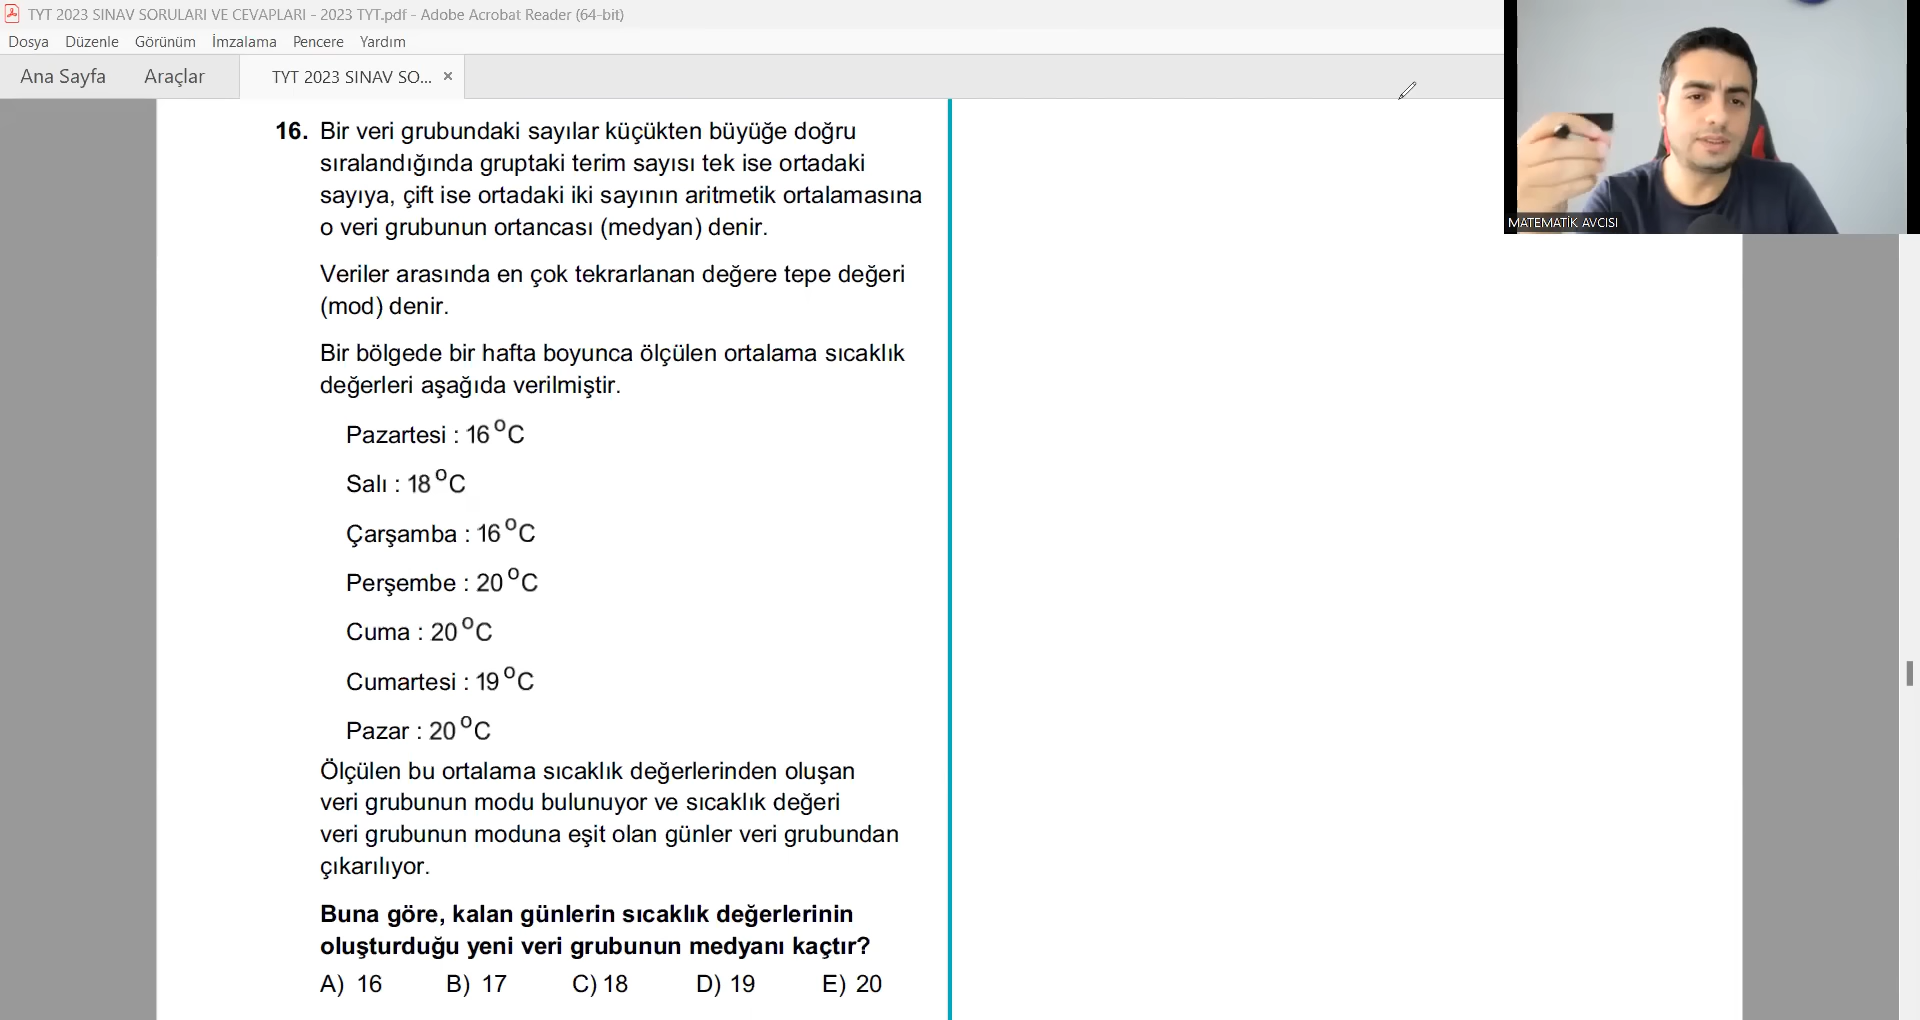 TYT 2023 SINAV SORULARI VE CEVAPLARI - 2023 TYT.pdf - Adobe Acrobat Reader (64-bit)
Dosya Düzenle Görünüm İmzalama Pencere Yardım
Ana Sayfa Araçlar TYT 2023 SINAV SO... ×
MATEMATİK AVCISI
16. Bir veri grubundaki sayılar küçükten büyüğe doğru
sıralandığında gruptaki terim sayısı tek ise ortadaki
sayıya, çift ise ortadaki iki sayının aritmetik ortalamasına
o veri grubunun ortancası (medyan) denir.
Veriler arasında en çok tekrarlanan değere tepe değeri
(mod) denir.
Bir bölgede bir hafta boyunca ölçülen ortalama sıcaklık
değerleri aşağıda verilmiştir.
Pazartesi : 16 °C
Salı : 18 °C
Çarşamba : 16 °C
Perşembe : 20 °C
Cuma : 20 °C
Cumartesi : 19 °C
Pazar : 20 °C
Ölçülen bu ortalama sıcaklık değerlerinden oluşan
veri grubunun modu bulunuyor ve sıcaklık değeri
veri grubunun moduna eşit olan günler veri grubundan
çıkarılıyor.
Buna göre, kalan günlerin sıcaklık değerlerinin
oluşturduğu yeni veri grubunun medyanı kaçtır?
A) 16 B) 17 C) 18 D) 19 E) 20